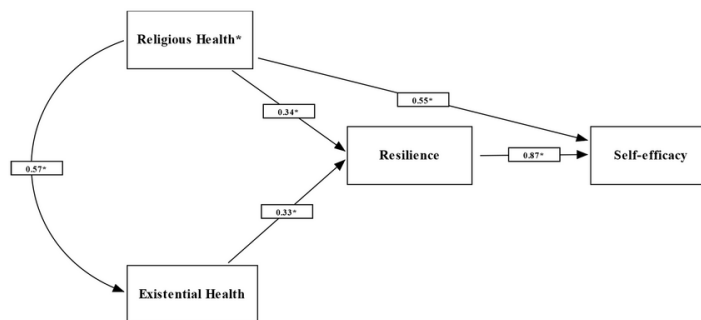 Religious Health*
0.55*
0.34*
Resilience
0.87*
Self-efficacy
0.57*
0.33*
Existential Health